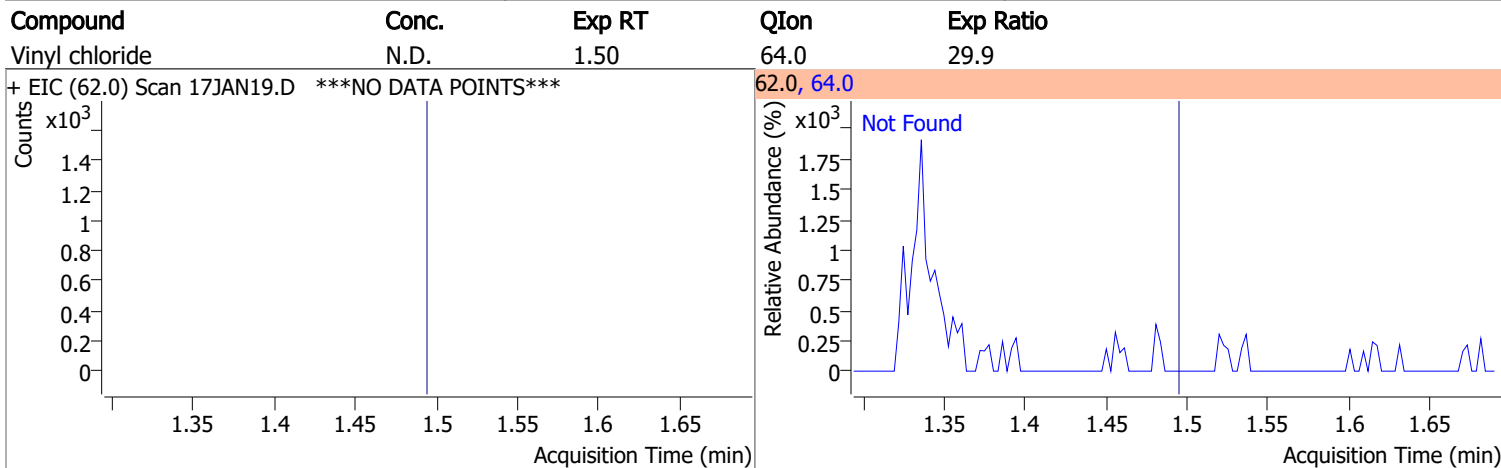 Compound Conc. Exp RT QIon Exp Ratio
Vinyl chloride N.D. 1.50 64.0 29.9
+ EIC (62.0) Scan 17JAN19.D ***NO DATA POINTS***
Counts
x10³
1.4
1.2
1
0.8
0.6
0.4
0.2
0
1.35 1.4 1.45 1.5 1.55 1.6 1.65
Acquisition Time (min)
62.0, 64.0
Relative Abundance (%)
x10³
Not Found
1.75
1.5
1.25
1
0.75
0.5
0.25
0
1.35 1.4 1.45 1.5 1.55 1.6 1.65
Acquisition Time (min)